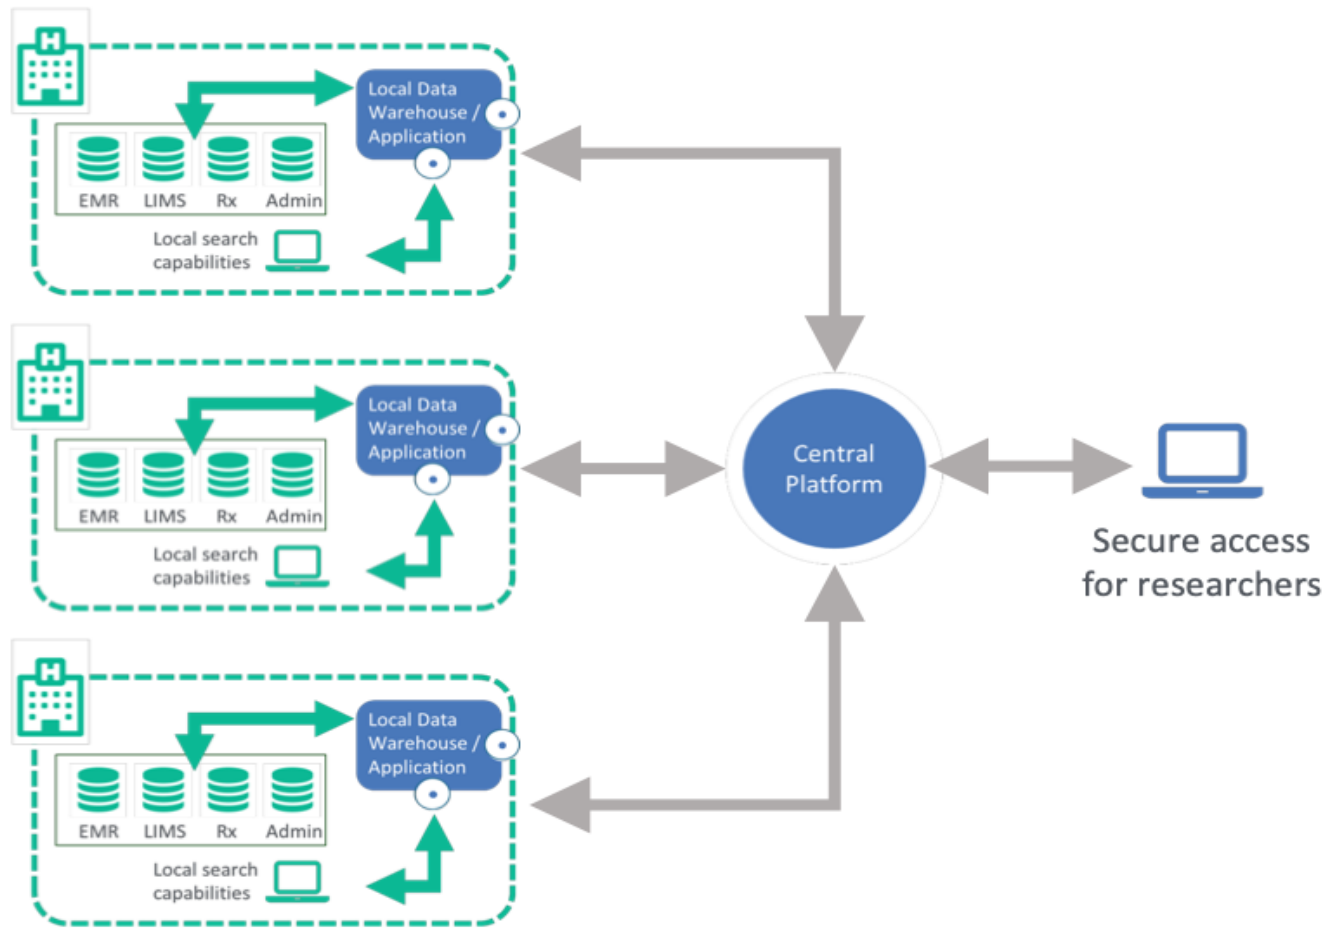 H
Local Data
Warehouse /
Application
EMR LIMS Rx Admin
Local search
capabilities
H
Local Data
Warehouse /
Application
EMR LIMS Rx Admin
Local search
capabilities
H
Local Data
Warehouse /
Application
EMR LIMS Rx Admin
Local search
capabilities
Central
Platform
Secure access
for researchers